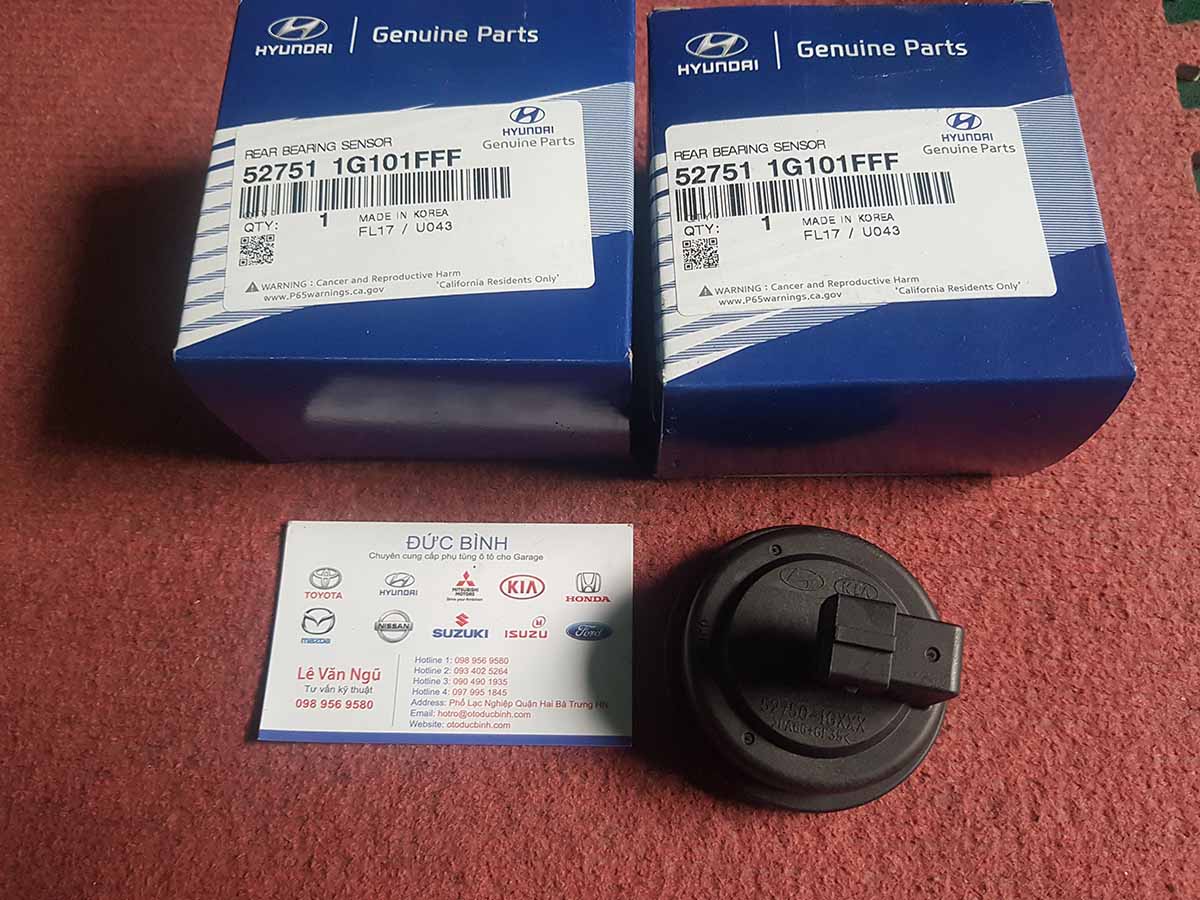 HYUNDAI | Genuine Parts
HYUNDAI
Genuine Parts
REAR BEARING SENSOR
52751 1G101FFF
QTY: 1 MADE IN KOREA
FL17 / U043
WARNING : Cancer and Reproductive Harm
www.P65warnings.ca.gov 'California Residents Only'
HYUNDAI | Genuine Parts
HYUNDAI
Genuine Parts
REAR BEARING SENSOR
52751 1G101FFF
QTY: 1 MADE IN KOREA
FL17 / U043
WARNING : Cancer and Reproductive Harm
www.P65warnings.ca.gov 'California Residents Only'
ĐỨC BÌNH
Chuyên cung cấp phụ tùng ô tô cho Garage
TOYOTA HYUNDAI MITSUBISHI MOTORS Drive your Ambition KIA HONDA
mazda NISSAN SUZUKI ISUZU Ford
Lê Văn Ngũ
Tư vấn kỹ thuật
098 956 9580
Hotline 1: 098 956 9580
Hotline 2: 093 402 5264
Hotline 3: 090 490 1935
Hotline 4: 097 995 1845
Address: Phố Lạc Nghiệp Quận Hai Bà Trưng HN
Email: hotro@otoducbinh.com
Website: otoducbinh.com
KIA
52750-1GXXX